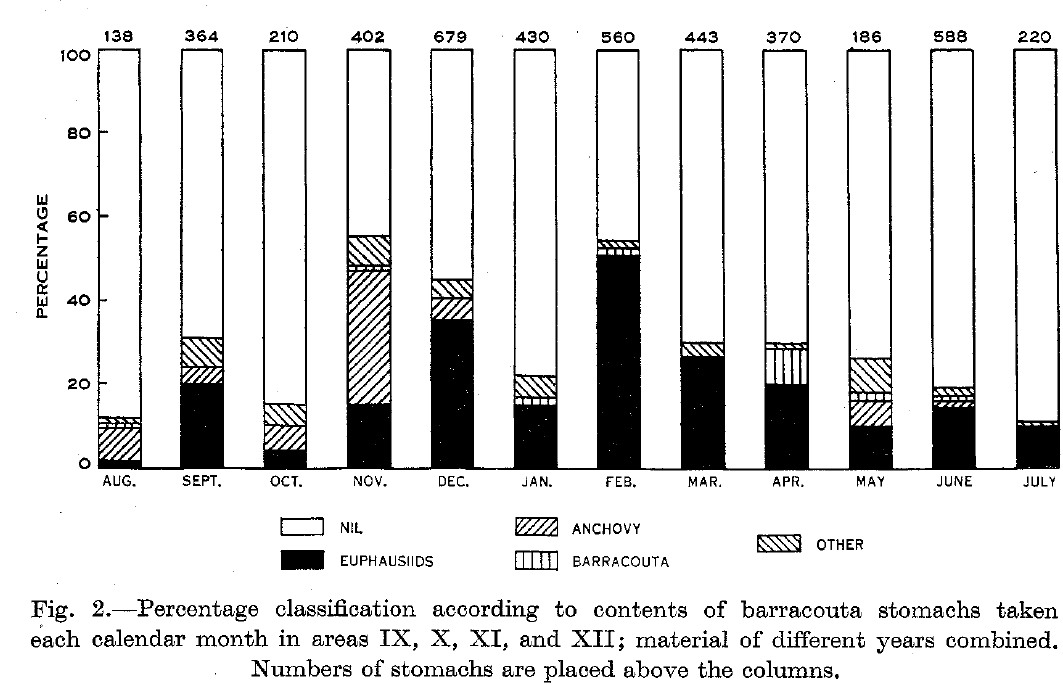 138 364 210 402 679 430 560 443 370 186 588 220
100
80
60
40
20
0
PERCENTAGE
AUG. SEPT. OCT. NOV. DEC. JAN. FEB. MAR. APR. MAY JUNE JULY
NIL ANCHOVY OTHER
EUPHAUSIIDS BARRACOUTA
Fig. 2.—Percentage classification according to contents of barracouta stomachs taken
each calendar month in areas IX, X, XI, and XII; material of different years combined.
Numbers of stomachs are placed above the columns.